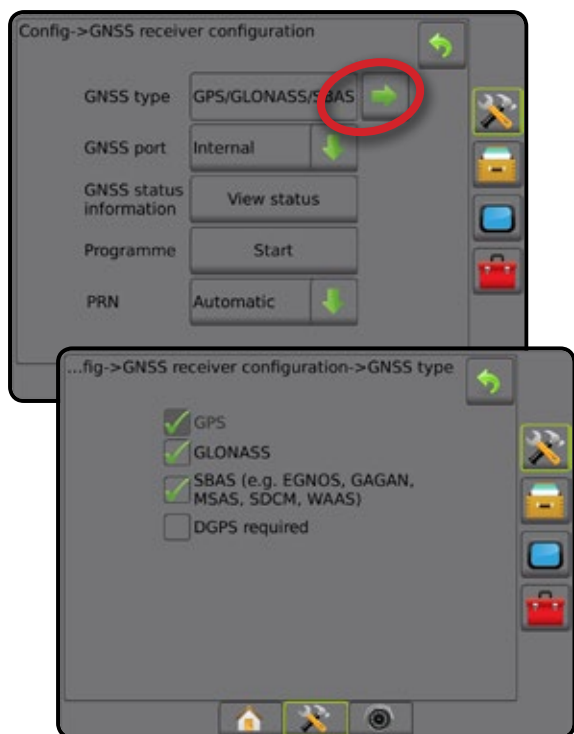 Config->GNSS receiver configuration
GNSS type GPS/GLONASS/SBAS
GNSS port Internal
GNSS status
information View status
Programme Start
PRN Automatic
...fig->GNSS receiver configuration->GNSS type
GPS
GLONASS
SBAS (e.g. EGNOS, GAGAN,
MSAS, SDCM, WAAS)
DGPS required